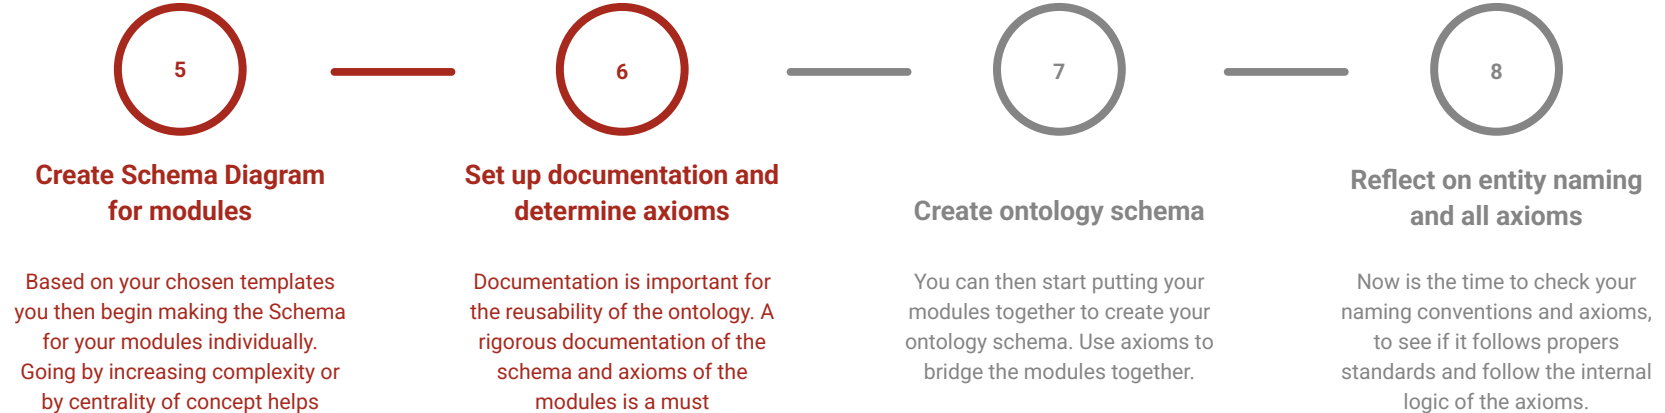 5
Create Schema Diagram
for modules
Based on your chosen templates
you then begin making the Schema
for your modules individually.
Going by increasing complexity or
by centrality of concept helps
6
Set up documentation and
determine axioms
Documentation is important for
the reusability of the ontology. A
rigorous documentation of the
schema and axioms of the
modules is a must
7
Create ontology schema
You can then start putting your
modules together to create your
ontology schema. Use axioms to
bridge the modules together.
8
Reflect on entity naming
and all axioms
Now is the time to check your
naming conventions and axioms,
to see if it follows propers
standards and follow the internal
logic of the axioms.